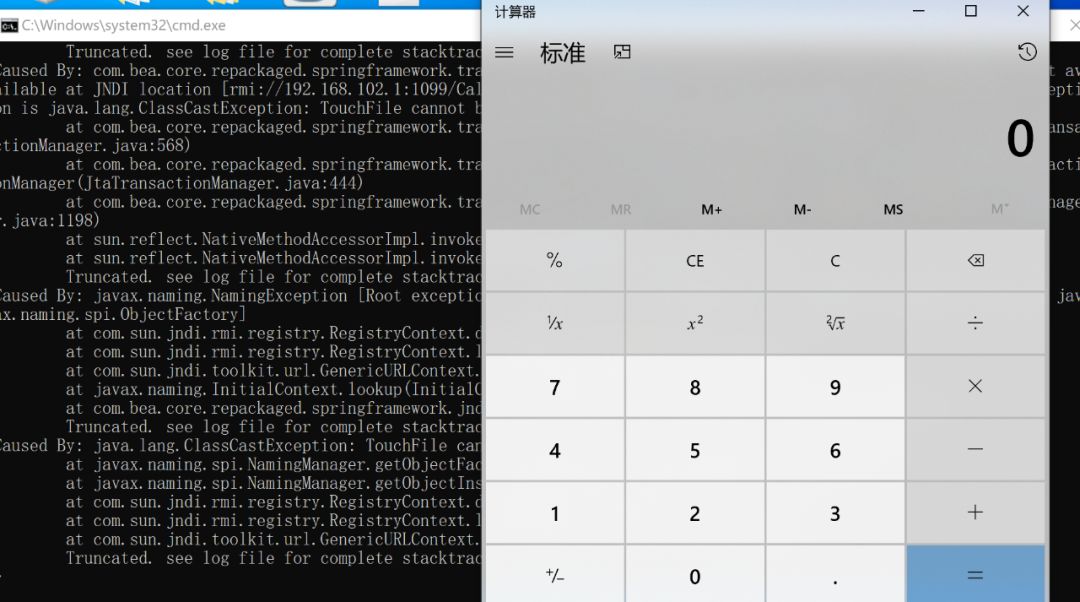 C:\Windows\system32\cmd.exe
Truncated. see log file for complete stacktrac
Caused By: com.bea.core.repackaged.springframework.tra
t av
ilable at JNDI location [rmi://192.168.102.1:1099/Cal
eptio
on is java.lang.ClassCastException: TouchFile cannot b
at com.bea.core.repackaged.springframework.tra
ansa
ctionManager.java:568)
at com.bea.core.repackaged.springframework.tra
acti
onManager(JtaTransactionManager.java:444)
at com.bea.core.repackaged.springframework.tra
nage
r.java:1198)
at sun.reflect.NativeMethodAccessorImpl.invoke
at sun.reflect.NativeMethodAccessorImpl.invoke
Truncated. see log file for complete stacktrac
Caused By: javax.naming.NamingException [Root exceptio
jav
ax.naming.spi.ObjectFactory]
at com.sun.jndi.rmi.registry.RegistryContext.d
at com.sun.jndi.rmi.registry.RegistryContext.l
at com.sun.jndi.toolkit.url.GenericURLContext.
at javax.naming.InitialContext.lookup(InitialC
at com.bea.core.repackaged.springframework.jnd
Truncated. see log file for complete stacktrac
Caused By: java.lang.ClassCastException: TouchFile can
at javax.naming.spi.NamingManager.getObjectFac
at javax.naming.spi.NamingManager.getObjectIns
at com.sun.jndi.rmi.registry.RegistryContext.d
at com.sun.jndi.rmi.registry.RegistryContext.l
at com.sun.jndi.toolkit.url.GenericURLContext.
Truncated. see log file for complete stacktrac
计算器
标准
0
MC MR M+ M- MS M˅
% CE C
¹/x x² ²√x ÷
7 8 9 ×
4 5 6 −
1 2 3 +
+/− 0 . =